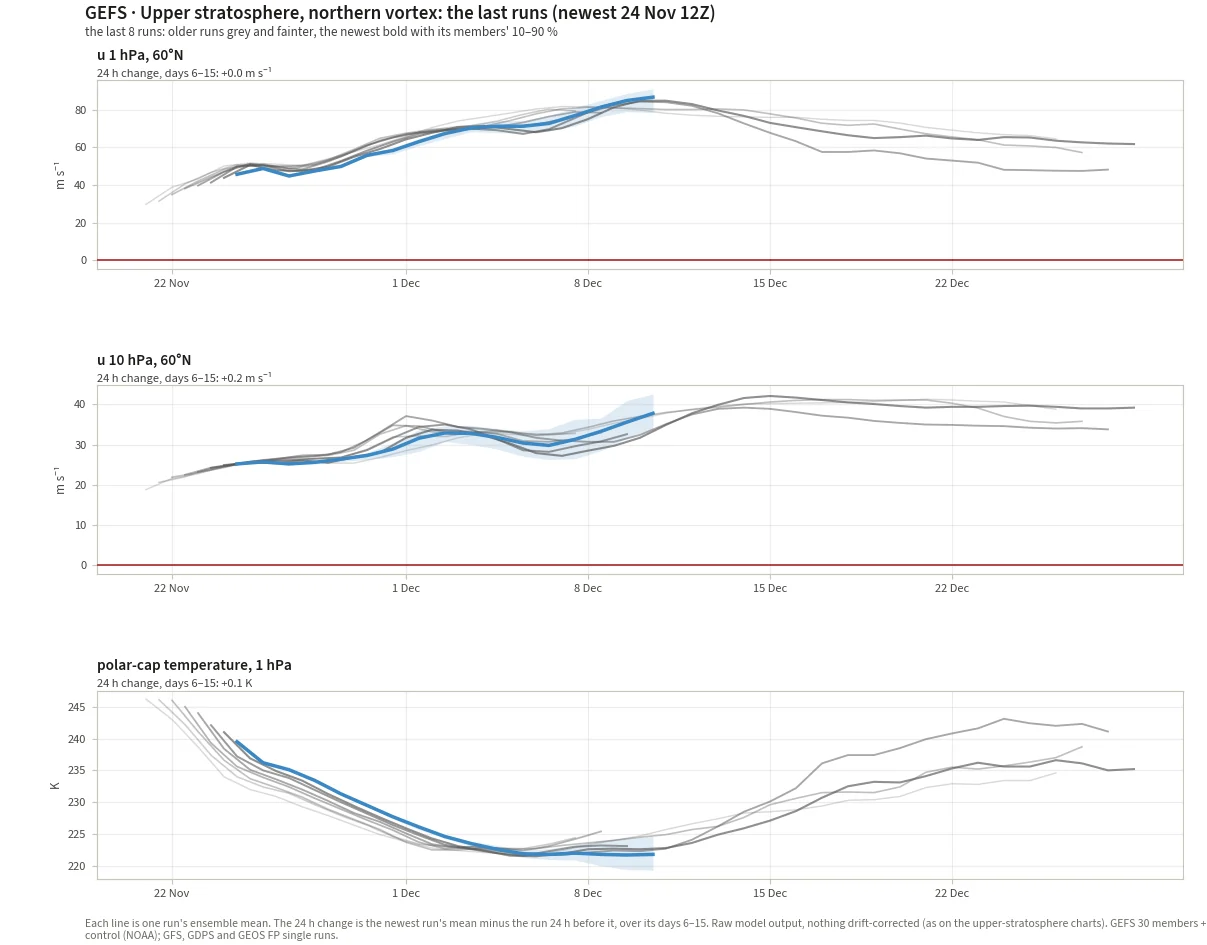 GEFS · Upper stratosphere, northern vortex: the last runs (newest 24 Nov 12Z)
the last 8 runs: older runs grey and fainter, the newest bold with its members' 10–90 %
u 1 hPa, 60°N
24 h change, days 6–15: +0.0 m s⁻¹
80
60
40
20
0
m s⁻¹
22 Nov
1 Dec
8 Dec
15 Dec
22 Dec
u 10 hPa, 60°N
24 h change, days 6–15: +0.2 m s⁻¹
40
30
20
10
0
m s⁻¹
22 Nov
1 Dec
8 Dec
15 Dec
22 Dec
polar-cap temperature, 1 hPa
24 h change, days 6–15: +0.1 K
245
240
235
230
225
220
K
22 Nov
1 Dec
8 Dec
15 Dec
22 Dec
Each line is one run's ensemble mean. The 24 h change is the newest run's mean minus the run 24 h before it, over its days 6–15. Raw model output, nothing drift-corrected (as on the upper-stratosphere charts). GEFS 30 members +
control (NOAA); GFS, GDPS and GEOS FP single runs.